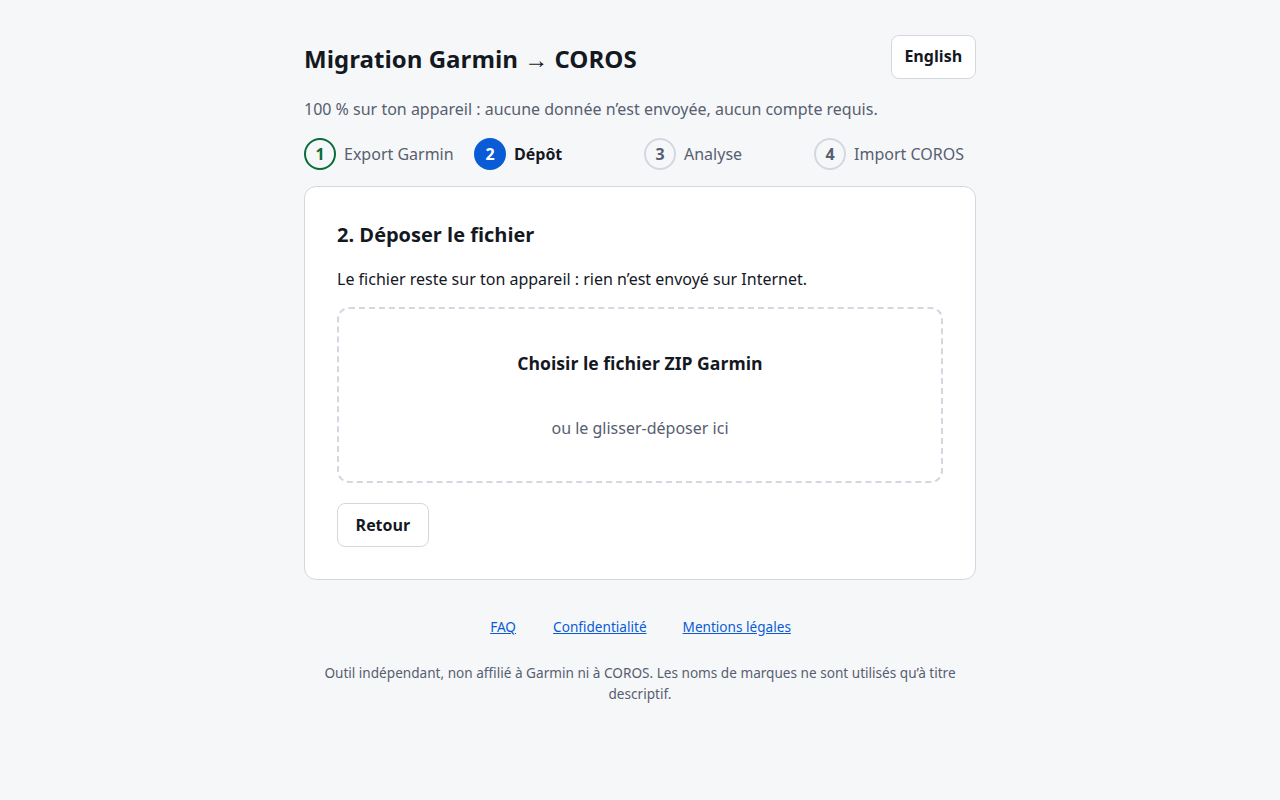 Migration Garmin → COROS
English
100 % sur ton appareil : aucune donnée n’est envoyée, aucun compte requis.
1 Export Garmin 2 Dépôt 3 Analyse 4 Import COROS
2. Déposer le fichier
Le fichier reste sur ton appareil : rien n’est envoyé sur Internet.
Choisir le fichier ZIP Garmin
ou le glisser-déposer ici
Retour
FAQ Confidentialité Mentions légales
Outil indépendant, non affilié à Garmin ni à COROS. Les noms de marques ne sont utilisés qu’à titre
descriptif.